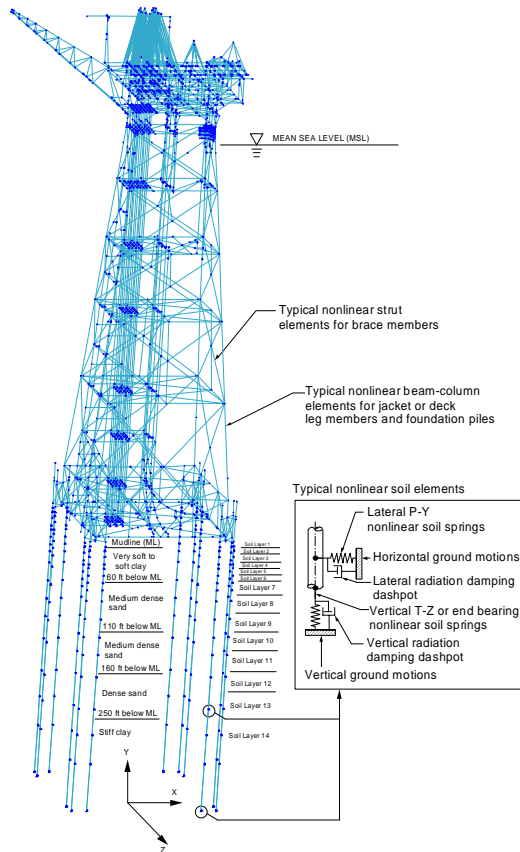 MEAN SEA LEVEL (MSL)
Typical nonlinear strut
elements for brace members
Typical nonlinear beam-column
elements for jacket or deck
leg members and foundation piles
Typical nonlinear soil elements
Lateral P-Y
nonlinear soil springs
Horizontal ground motions
Lateral radiation damping
dashpot
Vertical T-Z or end bearing
nonlinear soil springs
Vertical radiation
damping dashpot
Vertical ground motions
Mudline (ML)
Very soft to
soft clay
60 ft below ML
Medium dense
sand
110 ft below ML
Medium dense
sand
160 ft below ML
Dense sand
250 ft below ML
Stiff clay
Soil Layer 1
Soil Layer 2
Soil Layer 3
Soil Layer 4
Soil Layer 5
Soil Layer 6
Soil Layer 7
Soil Layer 8
Soil Layer 9
Soil Layer 10
Soil Layer 11
Soil Layer 12
Soil Layer 13
Soil Layer 14
Y
X
Z